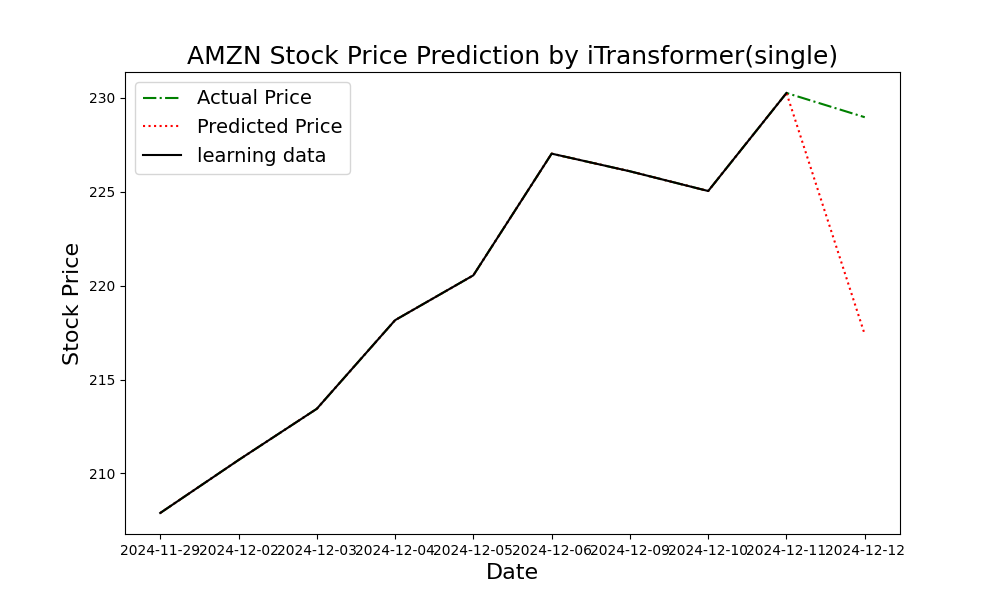 AMZN Stock Price Prediction by iTransformer(single)
Actual Price
Predicted Price
learning data
Stock Price
230
225
220
215
210
2024-11-29 2024-12-02 2024-12-03 2024-12-04 2024-12-05 2024-12-06 2024-12-09 2024-12-10 2024-12-11 2024-12-12
Date